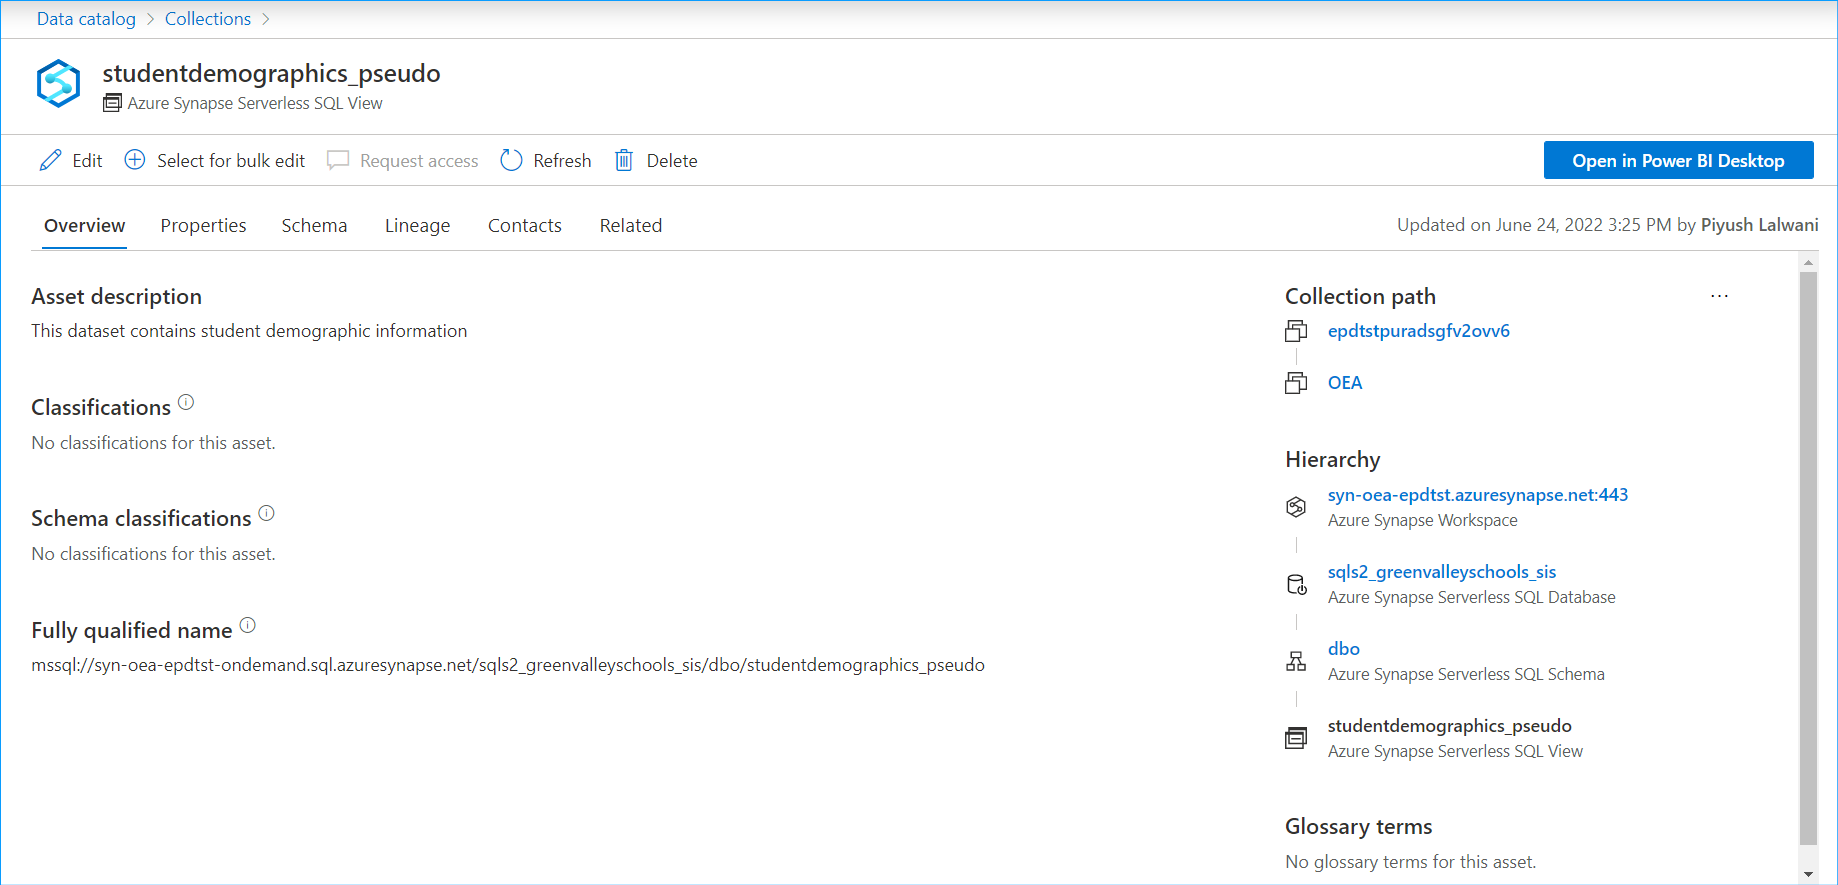 Data catalog > Collections >
studentdemographics_pseudo
Azure Synapse Serverless SQL View
Edit Select for bulk edit Request access Refresh Delete Open in Power BI Desktop
Overview Properties Schema Lineage Contacts Related Updated on June 24, 2022 3:25 PM by Piyush Lalwani
Asset description
This dataset contains student demographic information
Classifications
No classifications for this asset.
Schema classifications
No classifications for this asset.
Fully qualified name
mssql://syn-oea-epdtst-ondemand.sql.azuresynapse.net/sqls2_greenvalleyschools_sis/dbo/studentdemographics_pseudo
Collection path ...
epdtstpuradsgfv2ovv6
OEA
Hierarchy
syn-oea-epdtst.azuresynapse.net:443
Azure Synapse Workspace
sqls2_greenvalleyschools_sis
Azure Synapse Serverless SQL Database
dbo
Azure Synapse Serverless SQL Schema
studentdemographics_pseudo
Azure Synapse Serverless SQL View
Glossary terms
No glossary terms for this asset.